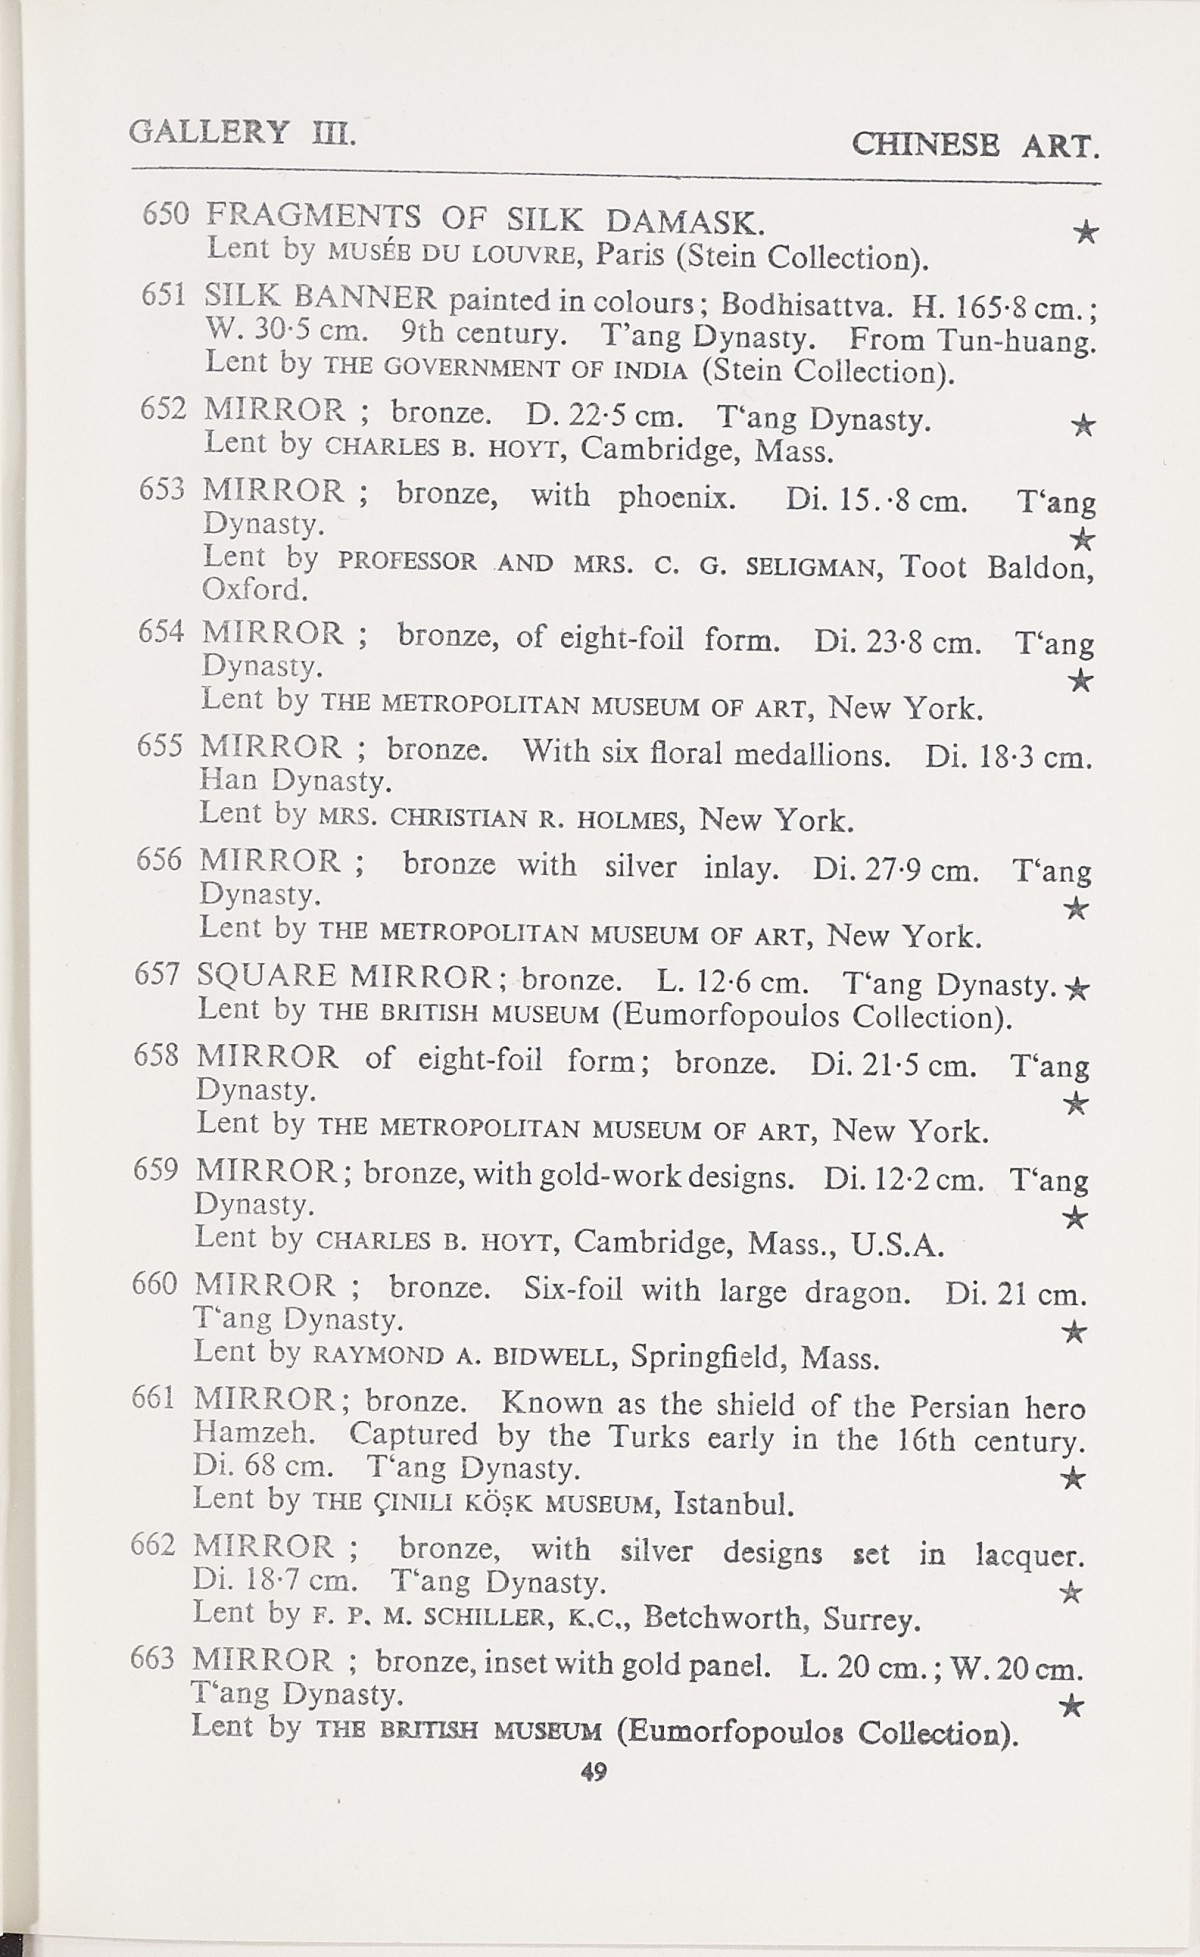 GALLERY III. CHINESE ART.
650 FRAGMENTS OF SILK DAMASK. ★
Lent by MUSÉE DU LOUVRE, Paris (Stein Collection).
651 SILK BANNER painted in colours; Bodhisattva. H. 165·8 cm.;
W. 30·5 cm. 9th century. T’ang Dynasty. From Tun-huang.
Lent by THE GOVERNMENT OF INDIA (Stein Collection).
652 MIRROR ; bronze. D. 22·5 cm. T‘ang Dynasty. ★
Lent by CHARLES B. HOYT, Cambridge, Mass.
653 MIRROR ; bronze, with phoenix. Di. 15.·8 cm. T‘ang
Dynasty. ★
Lent by PROFESSOR AND MRS. C. G. SELIGMAN, Toot Baldon,
Oxford.
654 MIRROR ; bronze, of eight-foil form. Di. 23·8 cm. T‘ang
Dynasty. ★
Lent by THE METROPOLITAN MUSEUM OF ART, New York.
655 MIRROR ; bronze. With six floral medallions. Di. 18·3 cm.
Han Dynasty.
Lent by MRS. CHRISTIAN R. HOLMES, New York.
656 MIRROR ; bronze with silver inlay. Di. 27·9 cm. T‘ang
Dynasty. ★
Lent by THE METROPOLITAN MUSEUM OF ART, New York.
657 SQUARE MIRROR; bronze. L. 12·6 cm. T‘ang Dynasty. ★
Lent by THE BRITISH MUSEUM (Eumorfopoulos Collection).
658 MIRROR of eight-foil form; bronze. Di. 21·5 cm. T‘ang
Dynasty. ★
Lent by THE METROPOLITAN MUSEUM OF ART, New York.
659 MIRROR; bronze, with gold-work designs. Di. 12·2 cm. T‘ang
Dynasty. ★
Lent by CHARLES B. HOYT, Cambridge, Mass., U.S.A.
660 MIRROR ; bronze. Six-foil with large dragon. Di. 21 cm.
T‘ang Dynasty. ★
Lent by RAYMOND A. BIDWELL, Springfield, Mass.
661 MIRROR; bronze. Known as the shield of the Persian hero
Hamzeh. Captured by the Turks early in the 16th century.
Di. 68 cm. T‘ang Dynasty. ★
Lent by THE ÇINILI KÖŞK MUSEUM, Istanbul.
662 MIRROR ; bronze, with silver designs set in lacquer.
Di. 18·7 cm. T‘ang Dynasty. ★
Lent by F. P. M. SCHILLER, K.C., Betchworth, Surrey.
663 MIRROR ; bronze, inset with gold panel. L. 20 cm.; W. 20 cm.
T‘ang Dynasty. ★
Lent by THE BRITISH MUSEUM (Eumorfopoulos Collection).
49